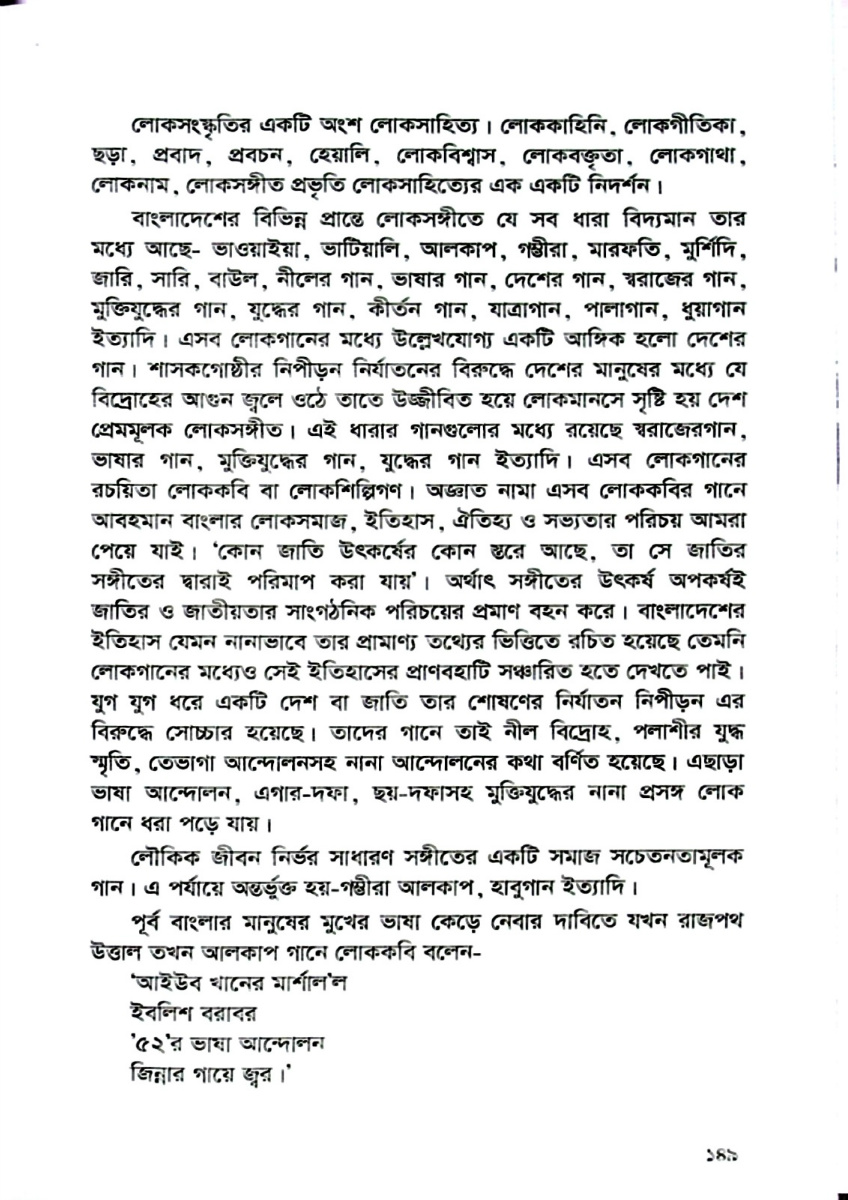 লোকসংস্কৃতির একটি অংশ লোকসাহিত্য। লোককাহিনি, লোকগীতিকা,
ছড়া, প্রবাদ, প্রবচন, হেয়ালি, লোকবিশ্বাস, লোকবক্তৃতা, লোকগাথা,
লোকনাম, লোকসঙ্গীত প্রভৃতি লোকসাহিত্যের এক একটি নিদর্শন।
বাংলাদেশের বিভিন্ন প্রান্তে লোকসঙ্গীতে যে সব ধারা বিদ্যমান তার
মধ্যে আছে- ভাওয়াইয়া, ভাটিয়ালি, আলকাপ, গম্ভীরা, মারফতি, মুর্শিদি,
জারি, সারি, বাউল, নীলের গান, ভাষার গান, দেশের গান, স্বরাজের গান,
মুক্তিযুদ্ধের গান, যুদ্ধের গান, কীর্তন গান, যাত্রাগান, পালাগান, ধুয়াগান
ইত্যাদি। এসব লোকগানের মধ্যে উল্লেখযোগ্য একটি আঙ্গিক হলো দেশের
গান। শাসকগোষ্ঠীর নিপীড়ন নির্যাতনের বিরুদ্ধে দেশের মানুষের মধ্যে যে
বিদ্রোহের আগুন জ্বলে ওঠে তাতে উজ্জীবিত হয়ে লোকমানসে সৃষ্টি হয় দেশ
প্রেমমূলক লোকসঙ্গীত। এই ধারার গানগুলোর মধ্যে রয়েছে স্বরাজেরগান,
ভাষার গান, মুক্তিযুদ্ধের গান, যুদ্ধের গান ইত্যাদি। এসব লোকগানের
রচয়িতা লোককবি বা লোকশিল্পিগণ। অজ্ঞাত নামা এসব লোককবির গানে
আবহমান বাংলার লোকসমাজ, ইতিহাস, ঐতিহ্য ও সভ্যতার পরিচয় আমরা
পেয়ে যাই। ‘কোন জাতি উৎকর্ষের কোন স্তরে আছে, তা সে জাতির
সঙ্গীতের দ্বারাই পরিমাপ করা যায়’। অর্থাৎ সঙ্গীতের উৎকর্ষ অপকর্ষই
জাতির ও জাতীয়তার সাংগঠনিক পরিচয়ের প্রমাণ বহন করে। বাংলাদেশের
ইতিহাস যেমন নানাভাবে তার প্রামাণ্য তথ্যের ভিত্তিতে রচিত হয়েছে তেমনি
লোকগানের মধ্যেও সেই ইতিহাসের প্রাণবহাটি সঞ্চারিত হতে দেখতে পাই।
যুগ যুগ ধরে একটি দেশ বা জাতি তার শোষণের নির্যাতন নিপীড়ন এর
বিরুদ্ধে সোচ্চার হয়েছে। তাদের গানে তাই নীল বিদ্রোহ, পলাশীর যুদ্ধ
স্মৃতি, তেভাগা আন্দোলনসহ নানা আন্দোলনের কথা বর্ণিত হয়েছে। এছাড়া
ভাষা আন্দোলন, এগার-দফা, ছয়-দফাসহ মুক্তিযুদ্ধের নানা প্রসঙ্গ লোক
গানে ধরা পড়ে যায়।
লৌকিক জীবন নির্ভর সাধারণ সঙ্গীতের একটি সমাজ সচেতনতামূলক
গান। এ পর্যায়ে অন্তর্ভুক্ত হয়-গম্ভীরা আলকাপ, হাবুগান ইত্যাদি।
পূর্ব বাংলার মানুষের মুখের ভাষা কেড়ে নেবার দাবিতে যখন রাজপথ
উত্তাল তখন আলকাপ গানে লোককবি বলেন-
‘আইউব খানের মার্শাল’ল
ইবলিশ বরাবর
’৫২’র ভাষা আন্দোলন
জিন্নার গায়ে জ্বর।’
১৪৯